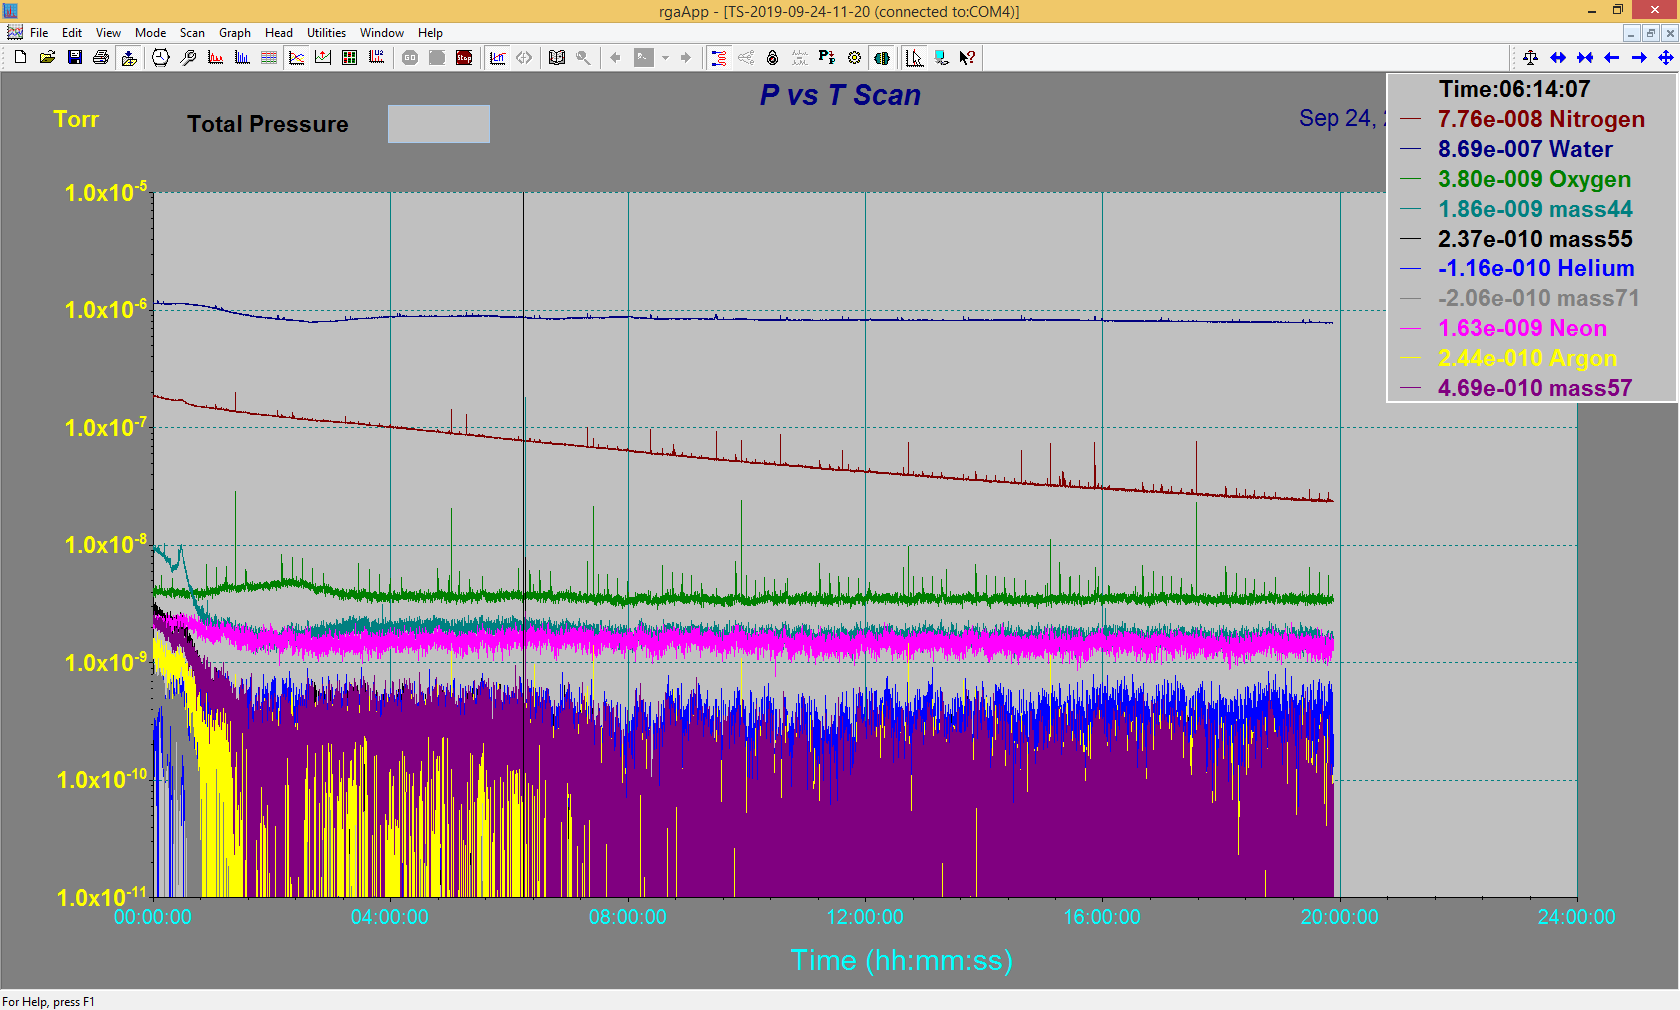 rgaApp - [TS-2019-09-24-11-20 (connected to:COM4)]
File Edit View Mode Scan Graph Head Utilities Window Help
GO Stop
P vs T Scan
Torr
Total Pressure
Sep 24,
Time:06:14:07
7.76e-008 Nitrogen
8.69e-007 Water
3.80e-009 Oxygen
1.86e-009 mass44
2.37e-010 mass55
-1.16e-010 Helium
-2.06e-010 mass71
1.63e-009 Neon
2.44e-010 Argon
4.69e-010 mass57
1.0x10-5
1.0x10-6
1.0x10-7
1.0x10-8
1.0x10-9
1.0x10-10
1.0x10-11
00:00:00 04:00:00 08:00:00 12:00:00 16:00:00 20:00:00 24:00:00
Time (hh:mm:ss)
For Help, press F1